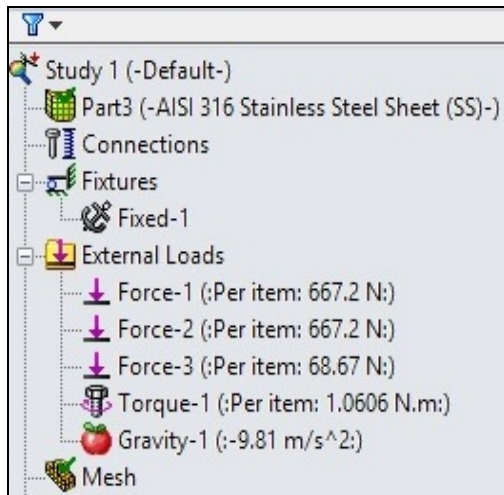 Study 1 (-Default-)
Part3 (-AISI 316 Stainless Steel Sheet (SS)-)
Connections
Fixtures
Fixed-1
External Loads
Force-1 (:Per item: 667.2 N:)
Force-2 (:Per item: 667.2 N:)
Force-3 (:Per item: 68.67 N:)
Torque-1 (:Per item: 1.0606 N.m:)
Gravity-1 (:-9.81 m/s^2:)
Mesh